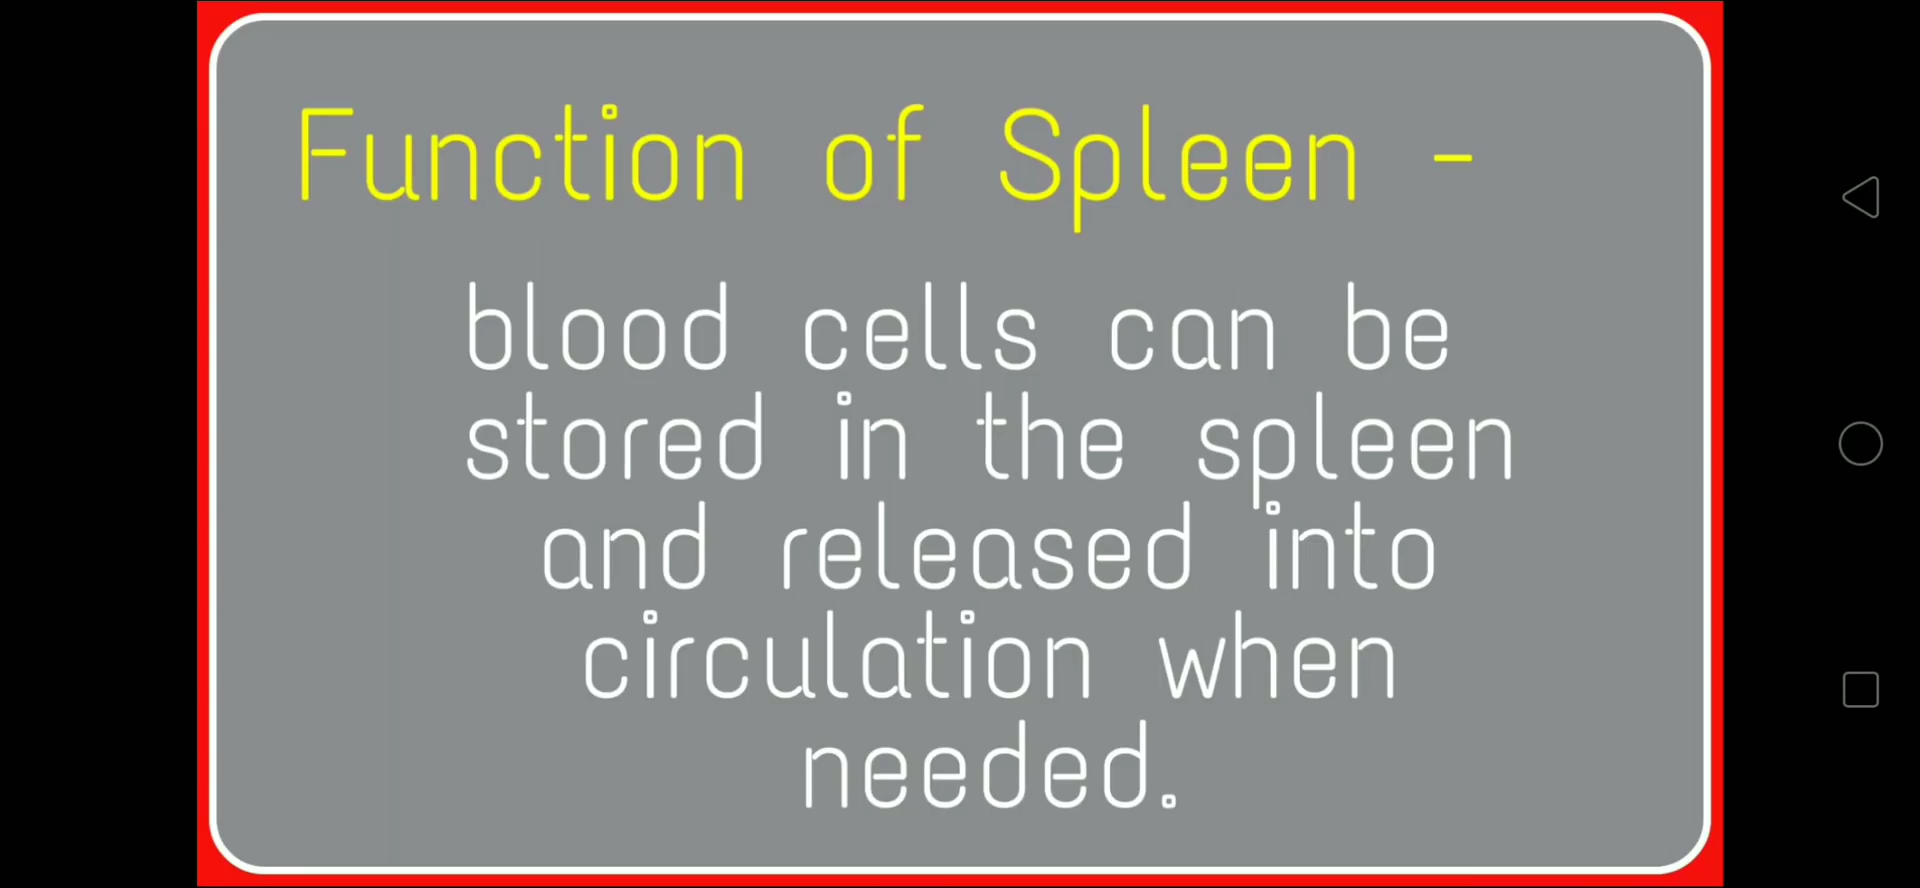 Function of Spleen -
blood cells can be
stored in the spleen
and released into
circulation when
needed.